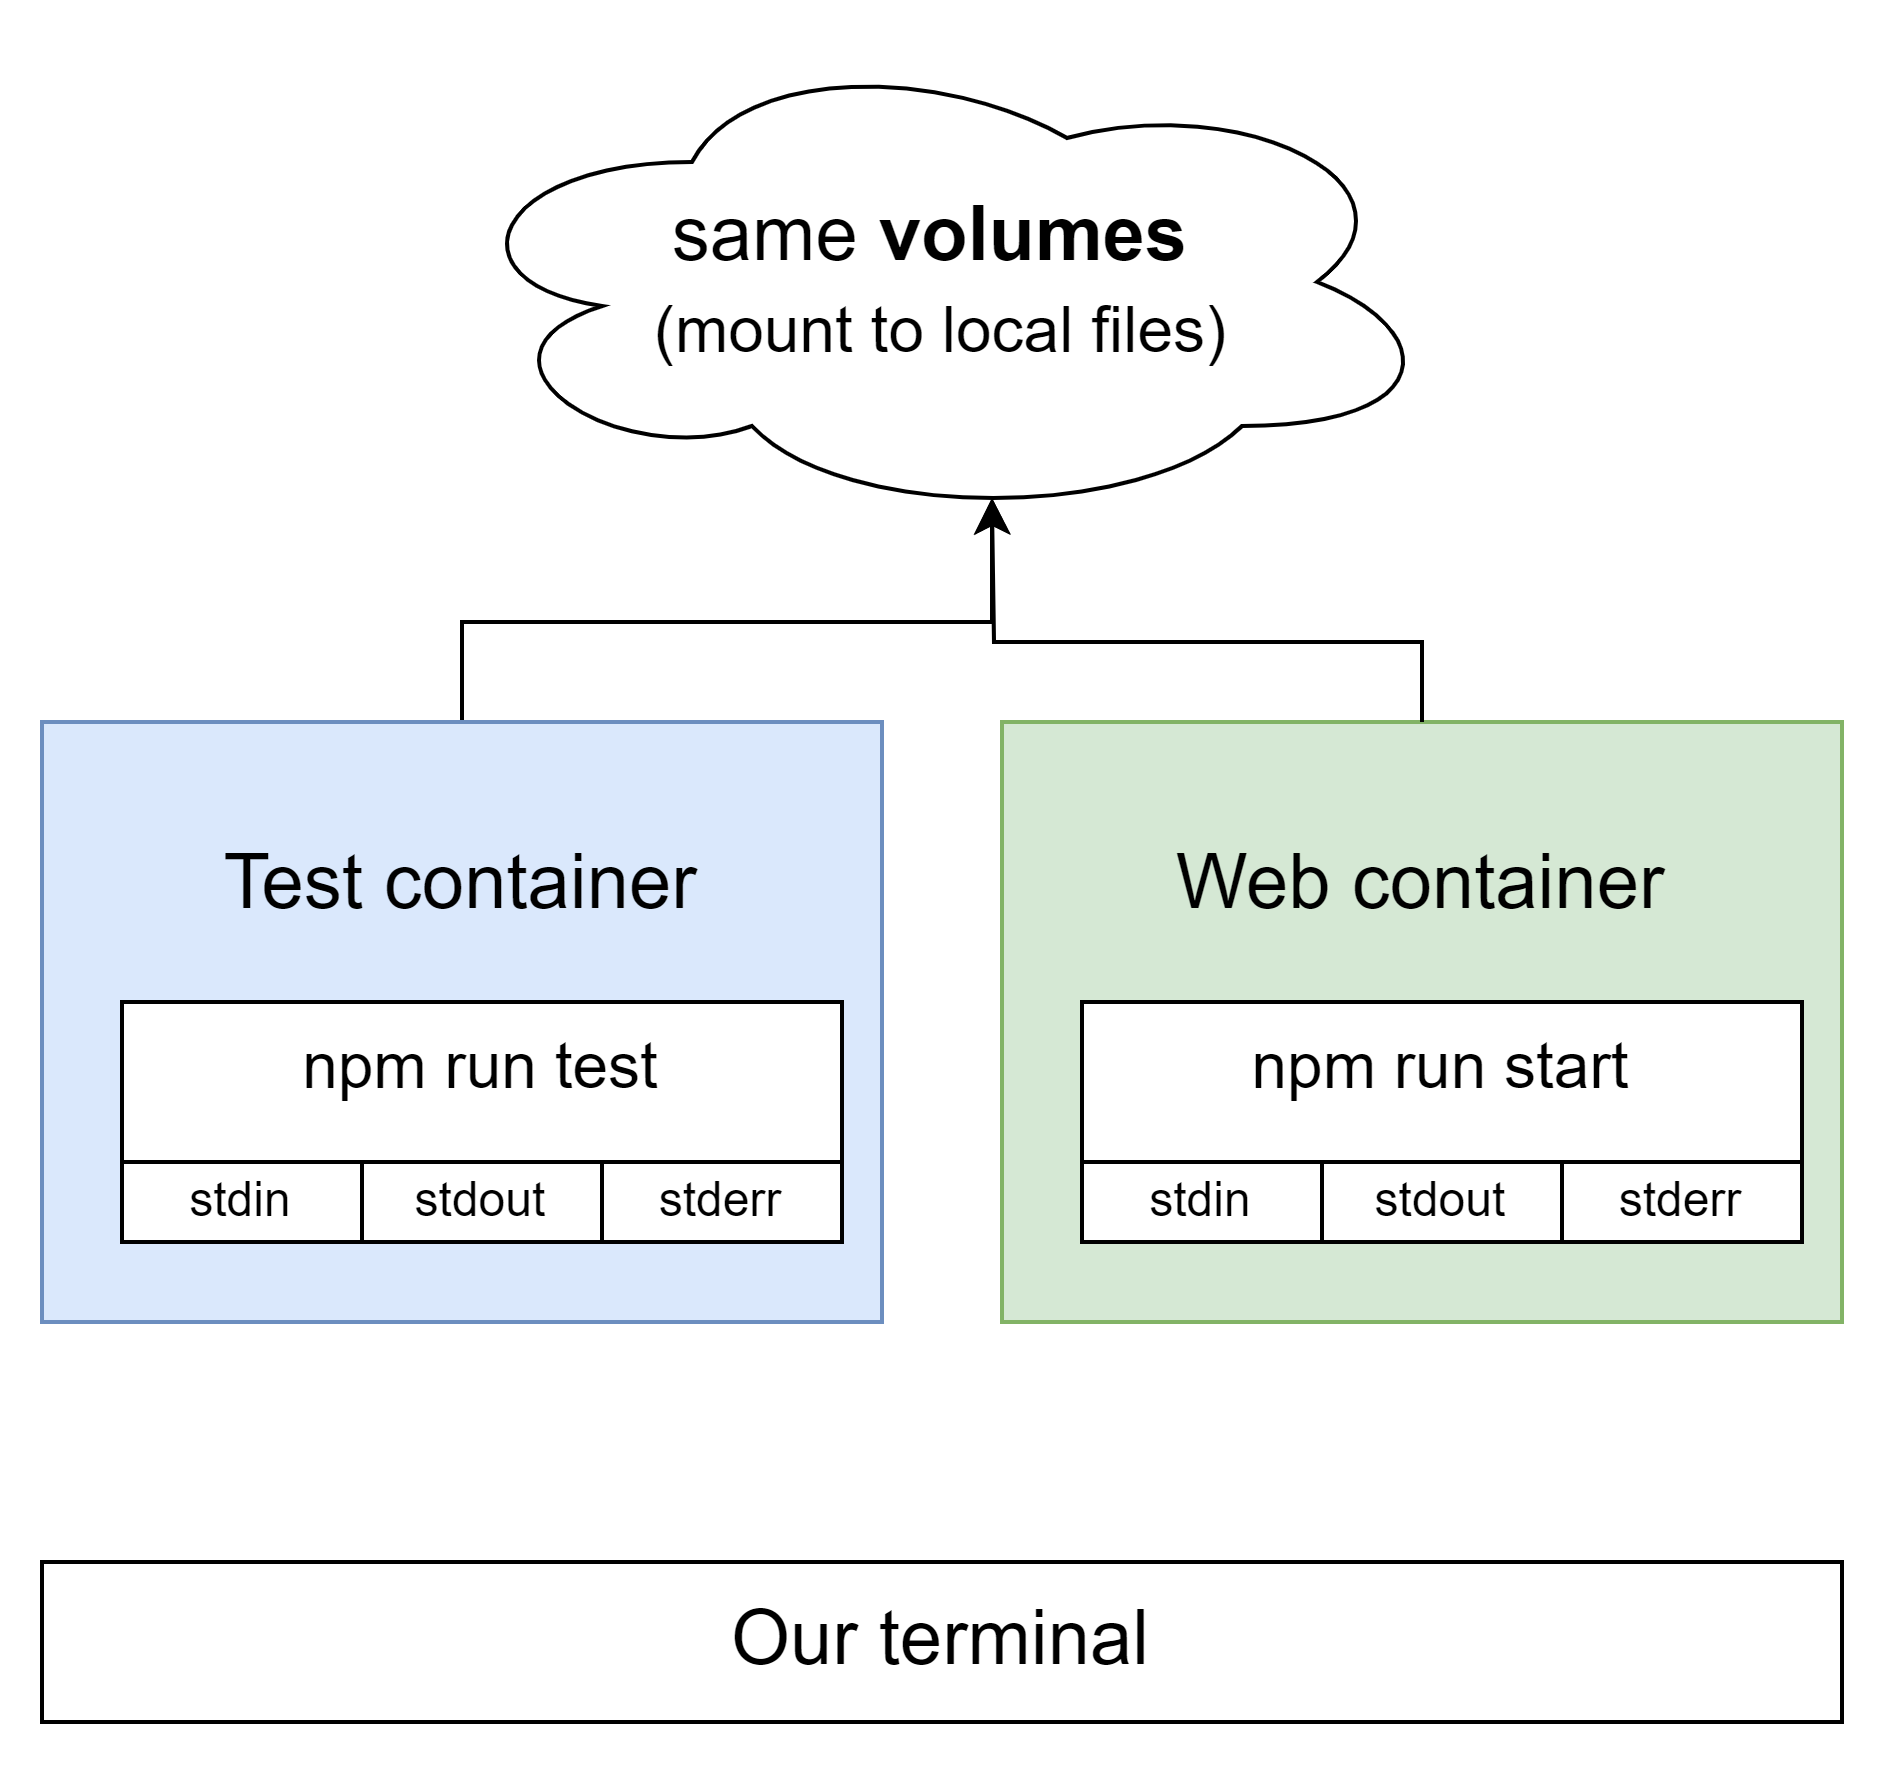 same volumes
(mount to local files)
Test container
Web container
npm run test
npm run start
stdin
stdout
stderr
stdin
stdout
stderr
Our terminal